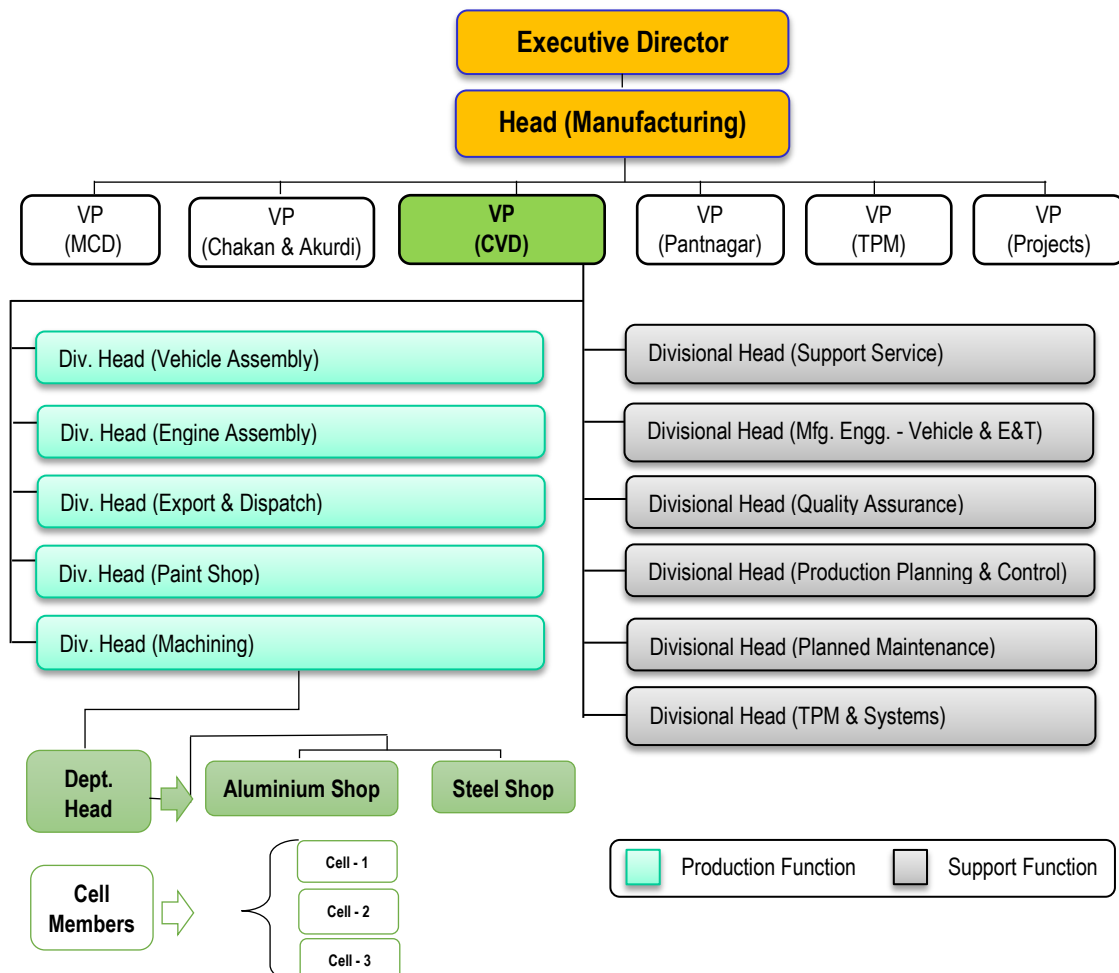 Executive Director
Head (Manufacturing)
VP
(MCD)
VP
(Chakan & Akurdi)
VP
(CVD)
VP
(Pantnagar)
VP
(TPM)
VP
(Projects)
Div. Head (Vehicle Assembly)
Div. Head (Engine Assembly)
Div. Head (Export & Dispatch)
Div. Head (Paint Shop)
Div. Head (Machining)
Divisional Head (Support Service)
Divisional Head (Mfg. Engg. - Vehicle & E&T)
Divisional Head (Quality Assurance)
Divisional Head (Production Planning & Control)
Divisional Head (Planned Maintenance)
Divisional Head (TPM & Systems)
Dept.
Head
Aluminium Shop
Steel Shop
Cell
Members
Cell - 1
Cell - 2
Cell - 3
Production Function
Support Function